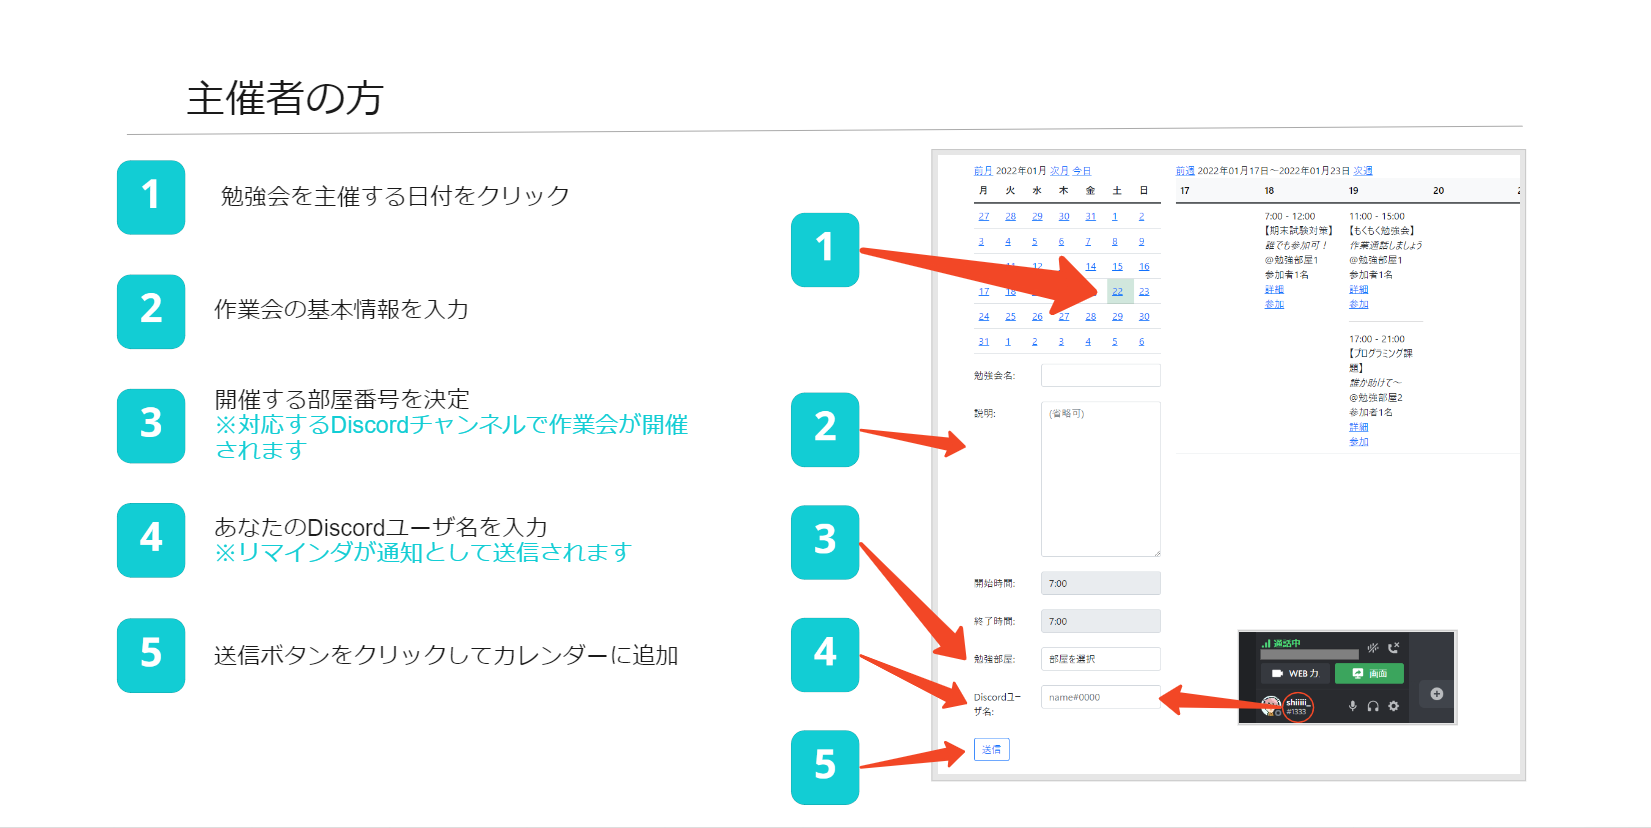 主催者の方
1
勉強会を主催する日付をクリック
2
作業会の基本情報を入力
3
開催する部屋番号を決定
※対応するDiscordチャンネルで作業会が開催
されます
4
あなたのDiscordユーザ名を入力
※リマインダが通知として送信されます
5
送信ボタンをクリックしてカレンダーに追加
1
2
3
4
5
前月 2022年01月 次月 今日
月 火 水 木 金 土 日
27 28 29 30 31 1 2
3 4 5 6 7 8 9
11 12 14 15 16
17 18 22 23
24 25 26 27 28 29 30
31 1 2 3 4 5 6
勉強会名:
説明:
(省略可)
開始時間:
7:00
終了時間:
7:00
勉強部屋:
部屋を選択
Discordユー
ザ名:
name#0000
送信
前週 2022年01月17日～2022年01月23日 次週
17 18 19 20
7:00 - 12:00
【期末試験対策】
誰でも参加可！
@勉強部屋1
参加者1名
詳細
参加
11:00 - 15:00
【もくもく勉強会】
作業通話しましょう
@勉強部屋1
参加者1名
詳細
参加
17:00 - 21:00
【プログラミング課
題】
誰か助けて～
@勉強部屋2
参加者1名
詳細
参加
通話中
WEB カ
画面
shiiiii_
#1333